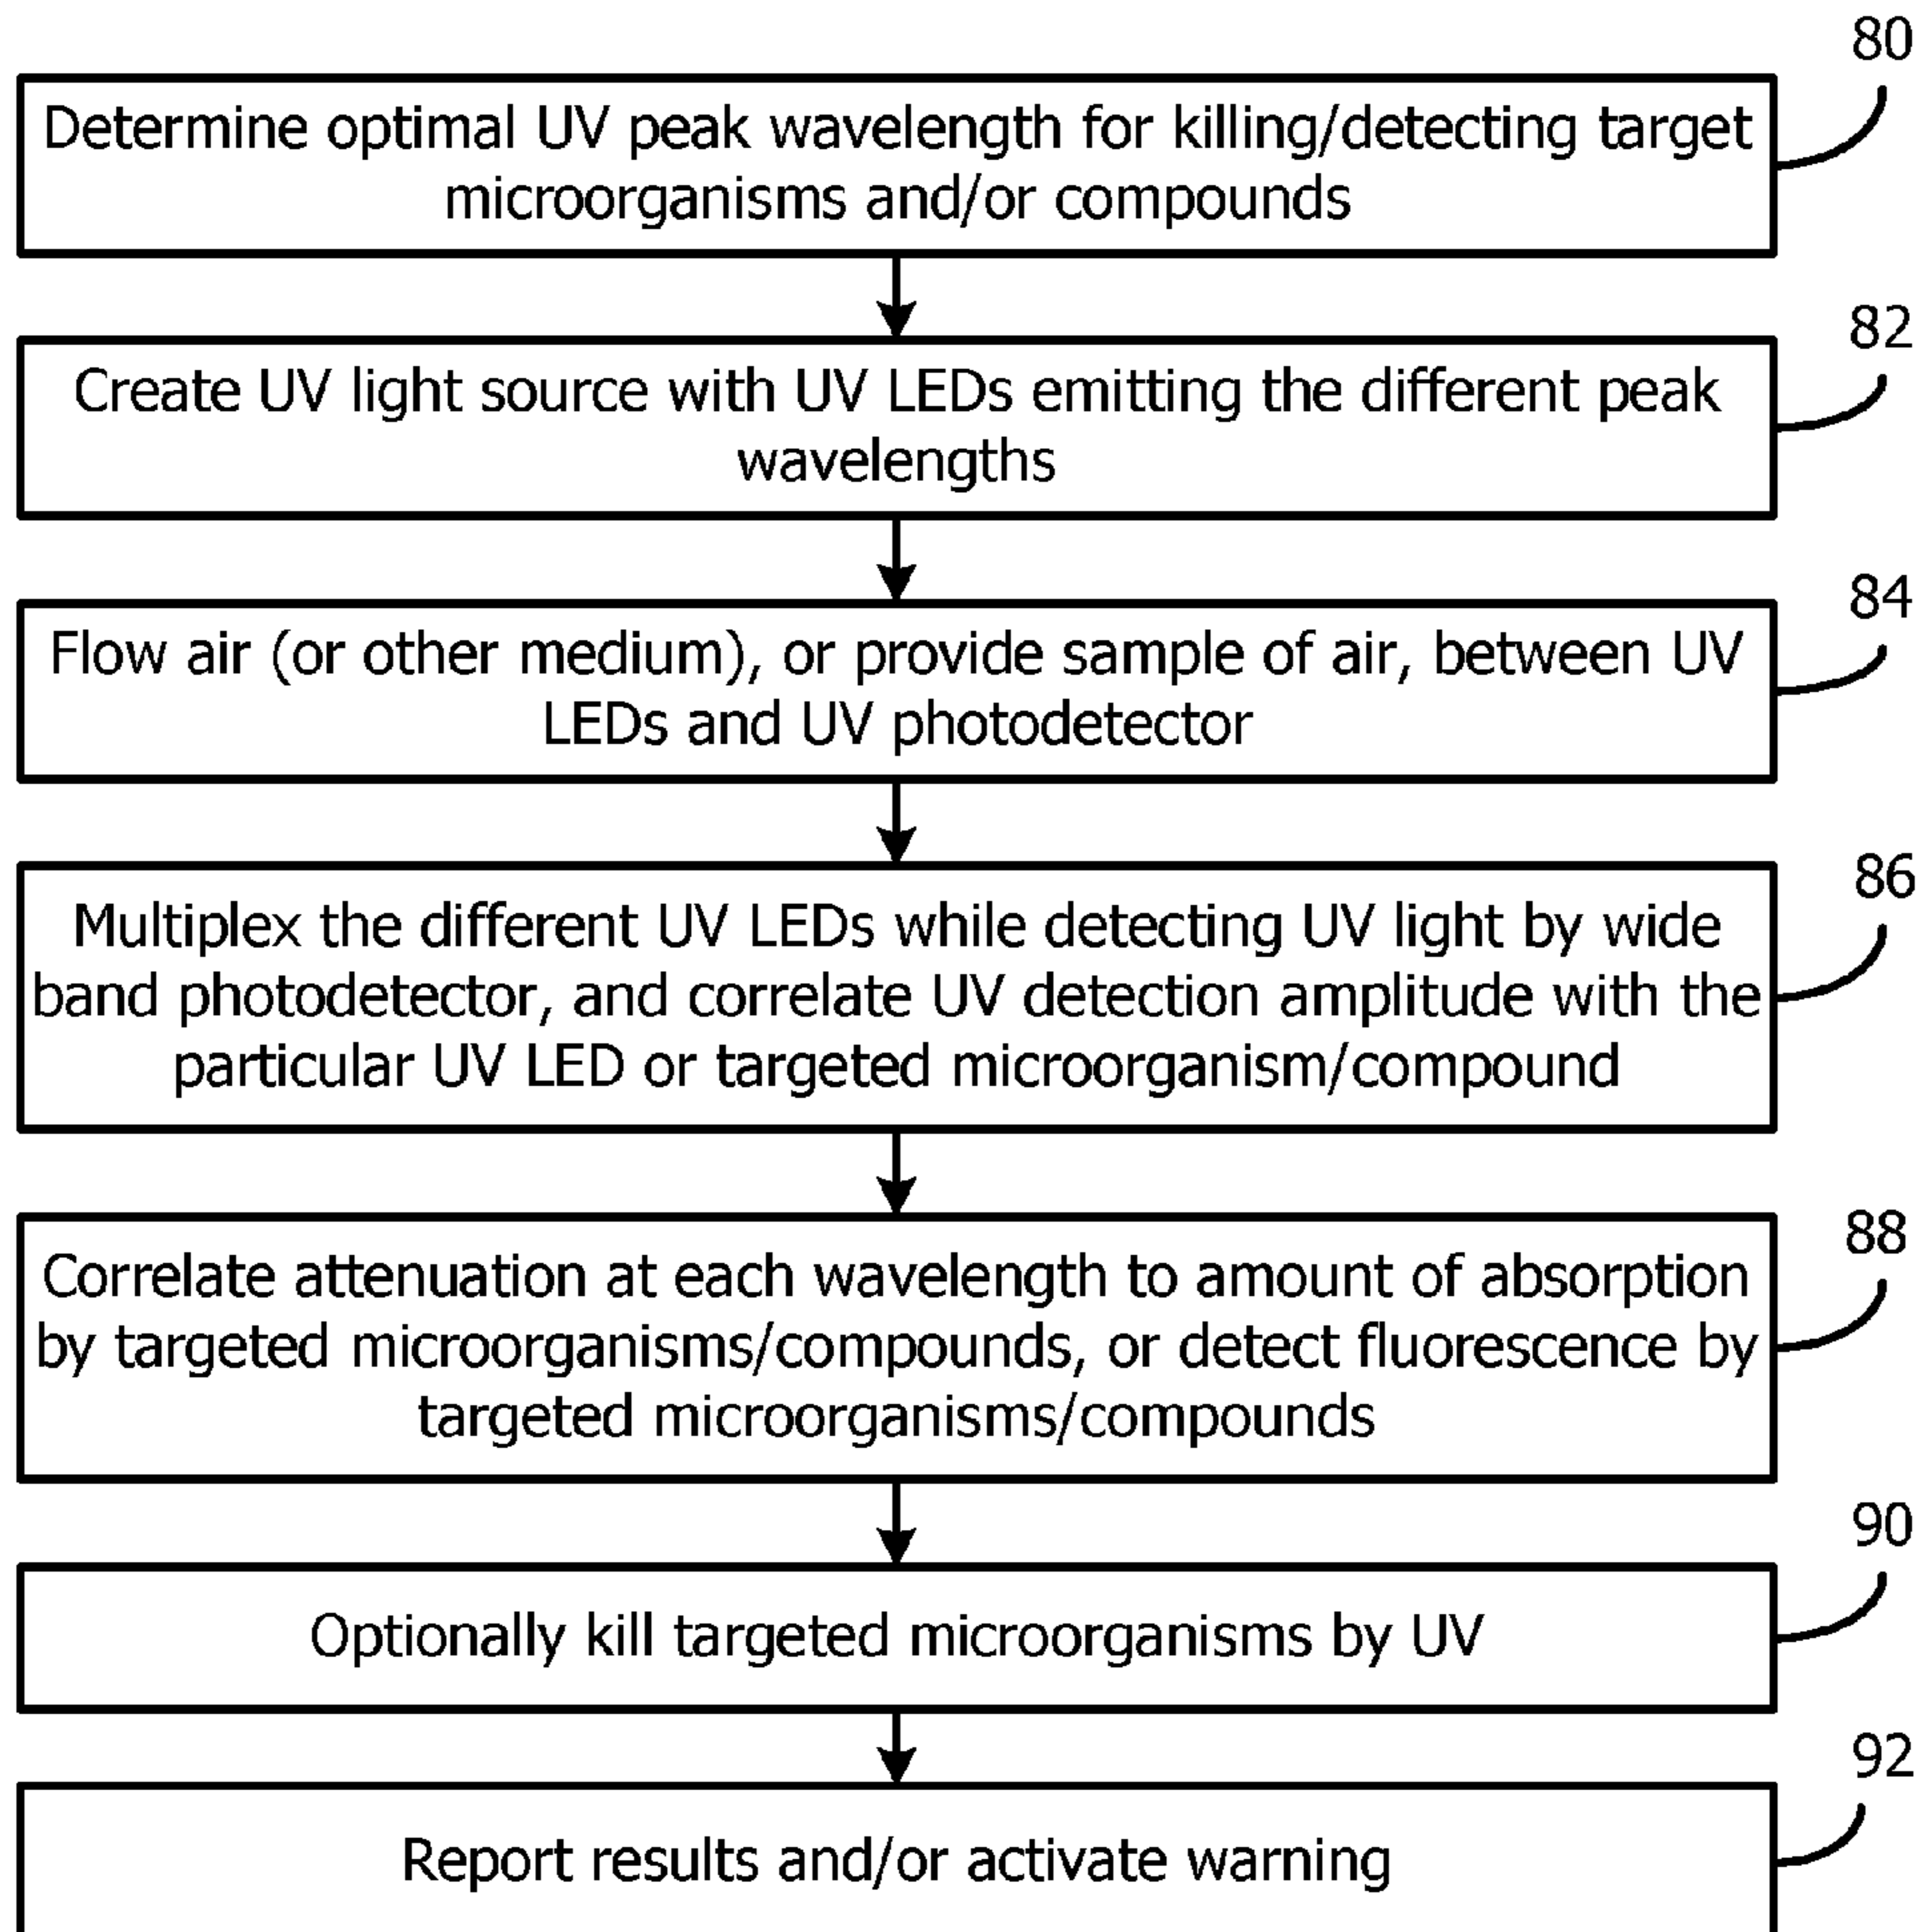 80
Determine optimal UV peak wavelength for killing/detecting target
microorganisms and/or compounds
82
Create UV light source with UV LEDs emitting the different peak
wavelengths
84
Flow air (or other medium), or provide sample of air, between UV
LEDs and UV photodetector
86
Multiplex the different UV LEDs while detecting UV light by wide
band photodetector, and correlate UV detection amplitude with the
particular UV LED or targeted microorganism/compound
88
Correlate attenuation at each wavelength to amount of absorption
by targeted microorganisms/compounds, or detect fluorescence by
targeted microorganisms/compounds
90
Optionally kill targeted microorganisms by UV
92
Report results and/or activate warning